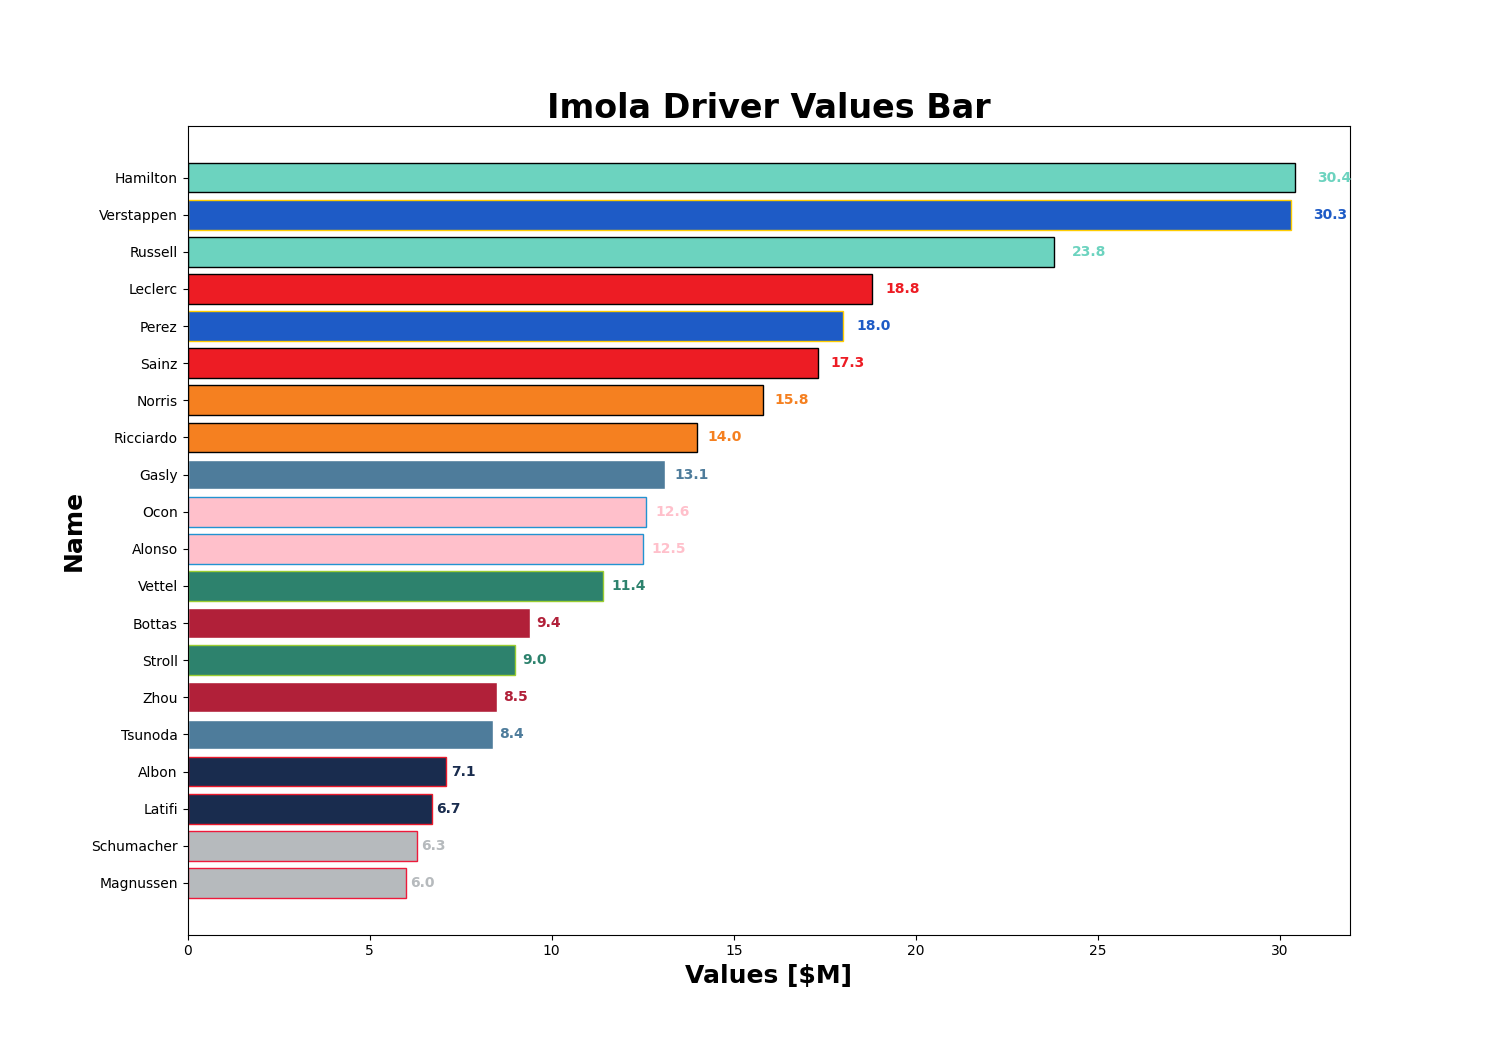 Imola Driver Values Bar
Hamilton 30.4
Verstappen 30.3
Russell 23.8
Leclerc 18.8
Perez 18.0
Sainz 17.3
Norris 15.8
Ricciardo 14.0
Gasly 13.1
Ocon 12.6
Alonso 12.5
Vettel 11.4
Bottas 9.4
Stroll 9.0
Zhou 8.5
Tsunoda 8.4
Albon 7.1
Latifi 6.7
Schumacher 6.3
Magnussen 6.0
Name
0 5 10 15 20 25 30
Values [$M]